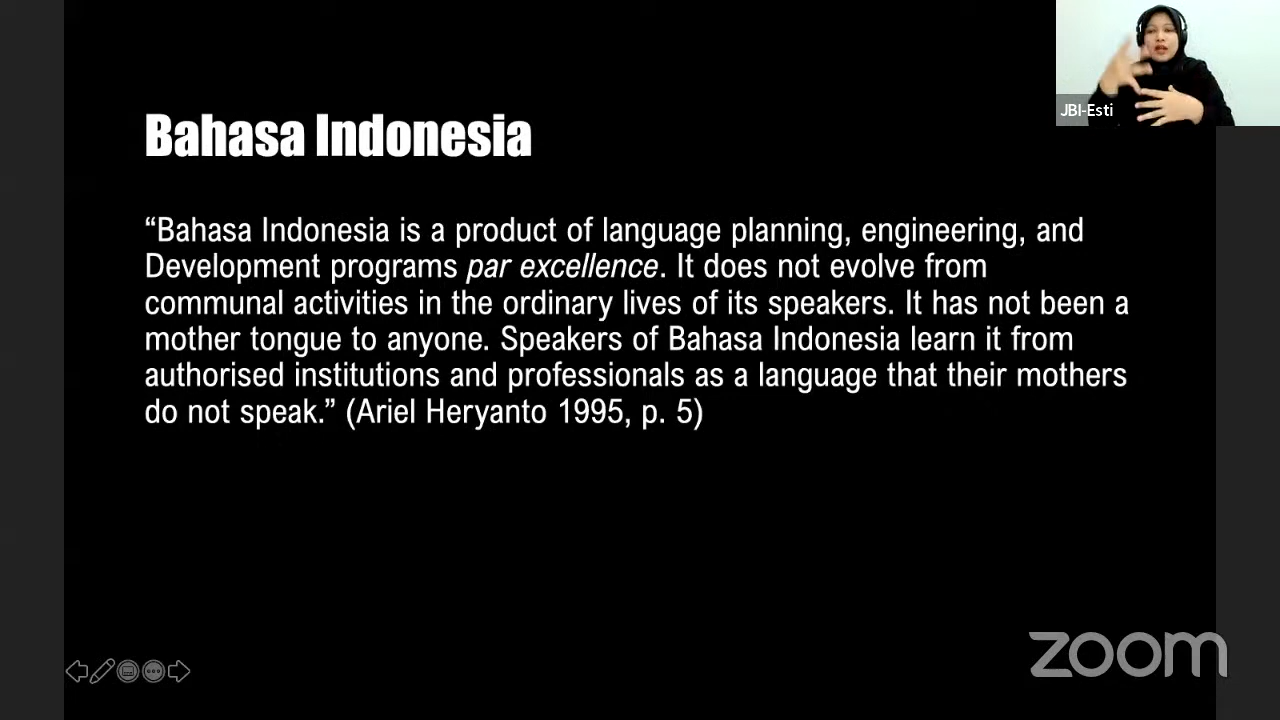 JBI-Esti
Bahasa Indonesia
“Bahasa Indonesia is a product of language planning, engineering, and
Development programs par excellence. It does not evolve from
communal activities in the ordinary lives of its speakers. It has not been a
mother tongue to anyone. Speakers of Bahasa Indonesia learn it from
authorised institutions and professionals as a language that their mothers
do not speak.” (Ariel Heryanto 1995, p. 5)
zoom